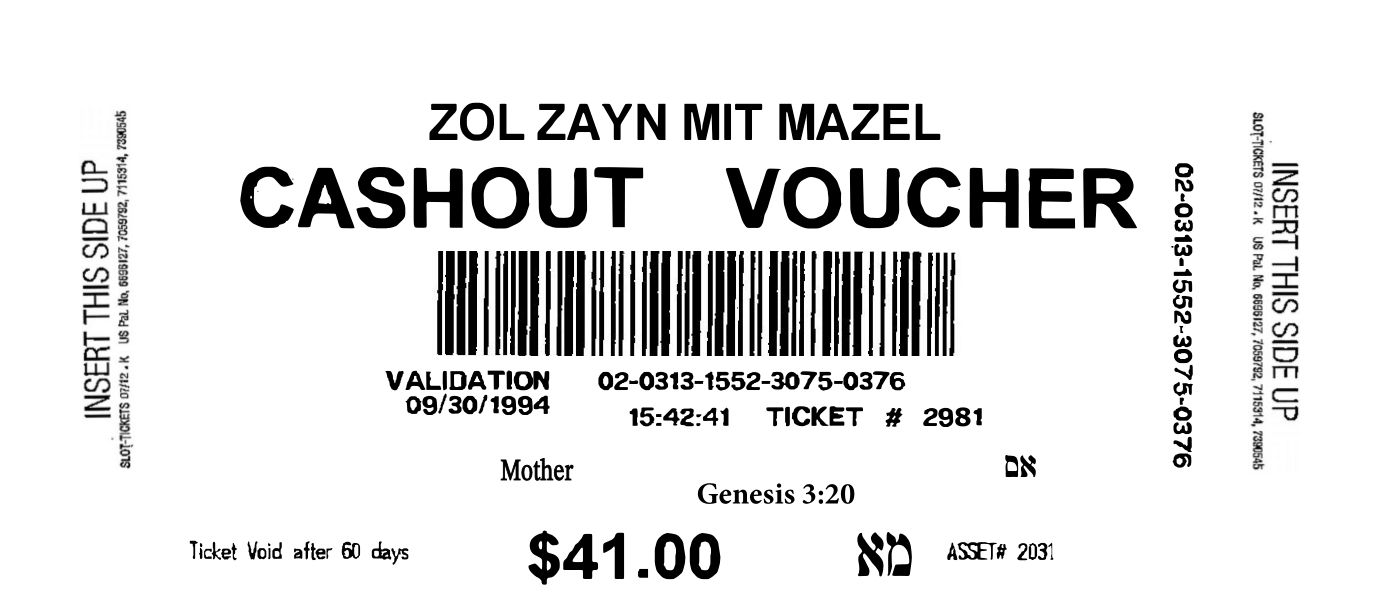 ZOL ZAYN MIT MAZEL
CASHOUT VOUCHER
VALIDATION 02-0313-1552-3075-0376
09/30/1994 15:42:41 TICKET # 2981
Mother אם
Genesis 3:20
Ticket Void after 60 days $41.00 מא ASSET# 2031
INSERT THIS SIDE UP
SLOT-TICKETS 07/12 • K US Pat. No. 6696127, 7059792, 7115314, 7390545
02-0313-1552-3075-0376
SLOT-TICKETS 07/12 • K US Pat. No. 6696127, 7059792, 7115314, 7390545
INSERT THIS SIDE UP